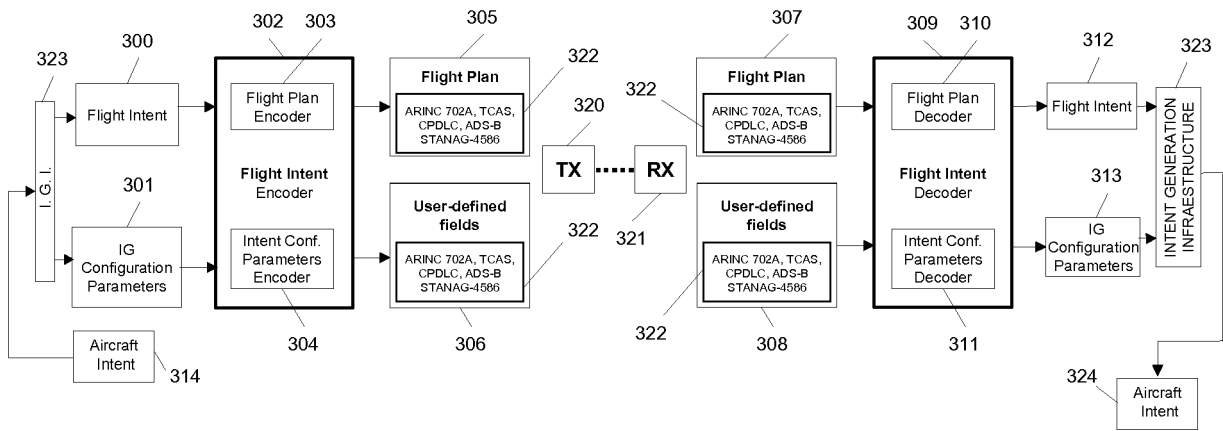 302
303
305
307
309
310
300
312
323
323
322
322
320
Flight Plan
Flight Plan
Flight Intent
Flight Plan
Encoder
ARINC 702A, TCAS,
CPDLC, ADS-B
STANAG-4586
ARINC 702A, TCAS,
CPDLC, ADS-B
STANAG-4586
Flight Plan
Decoder
Flight Intent
TX
RX
I. G. I.
Flight Intent
Encoder
Flight Intent
Decoder
INTENT GENERATION
INFRAESTRUCTURE
301
313
User-defined
fields
User-defined
fields
322
321
IG
Configuration
Parameters
Intent Conf.
Parameters
Encoder
ARINC 702A, TCAS,
CPDLC, ADS-B
STANAG-4586
ARINC 702A, TCAS,
CPDLC, ADS-B
STANAG-4586
Intent Conf.
Parameters
Decoder
IG
Configuration
Parameters
322
Aircraft
Intent
314
304
306
308
311
324
Aircraft
Intent